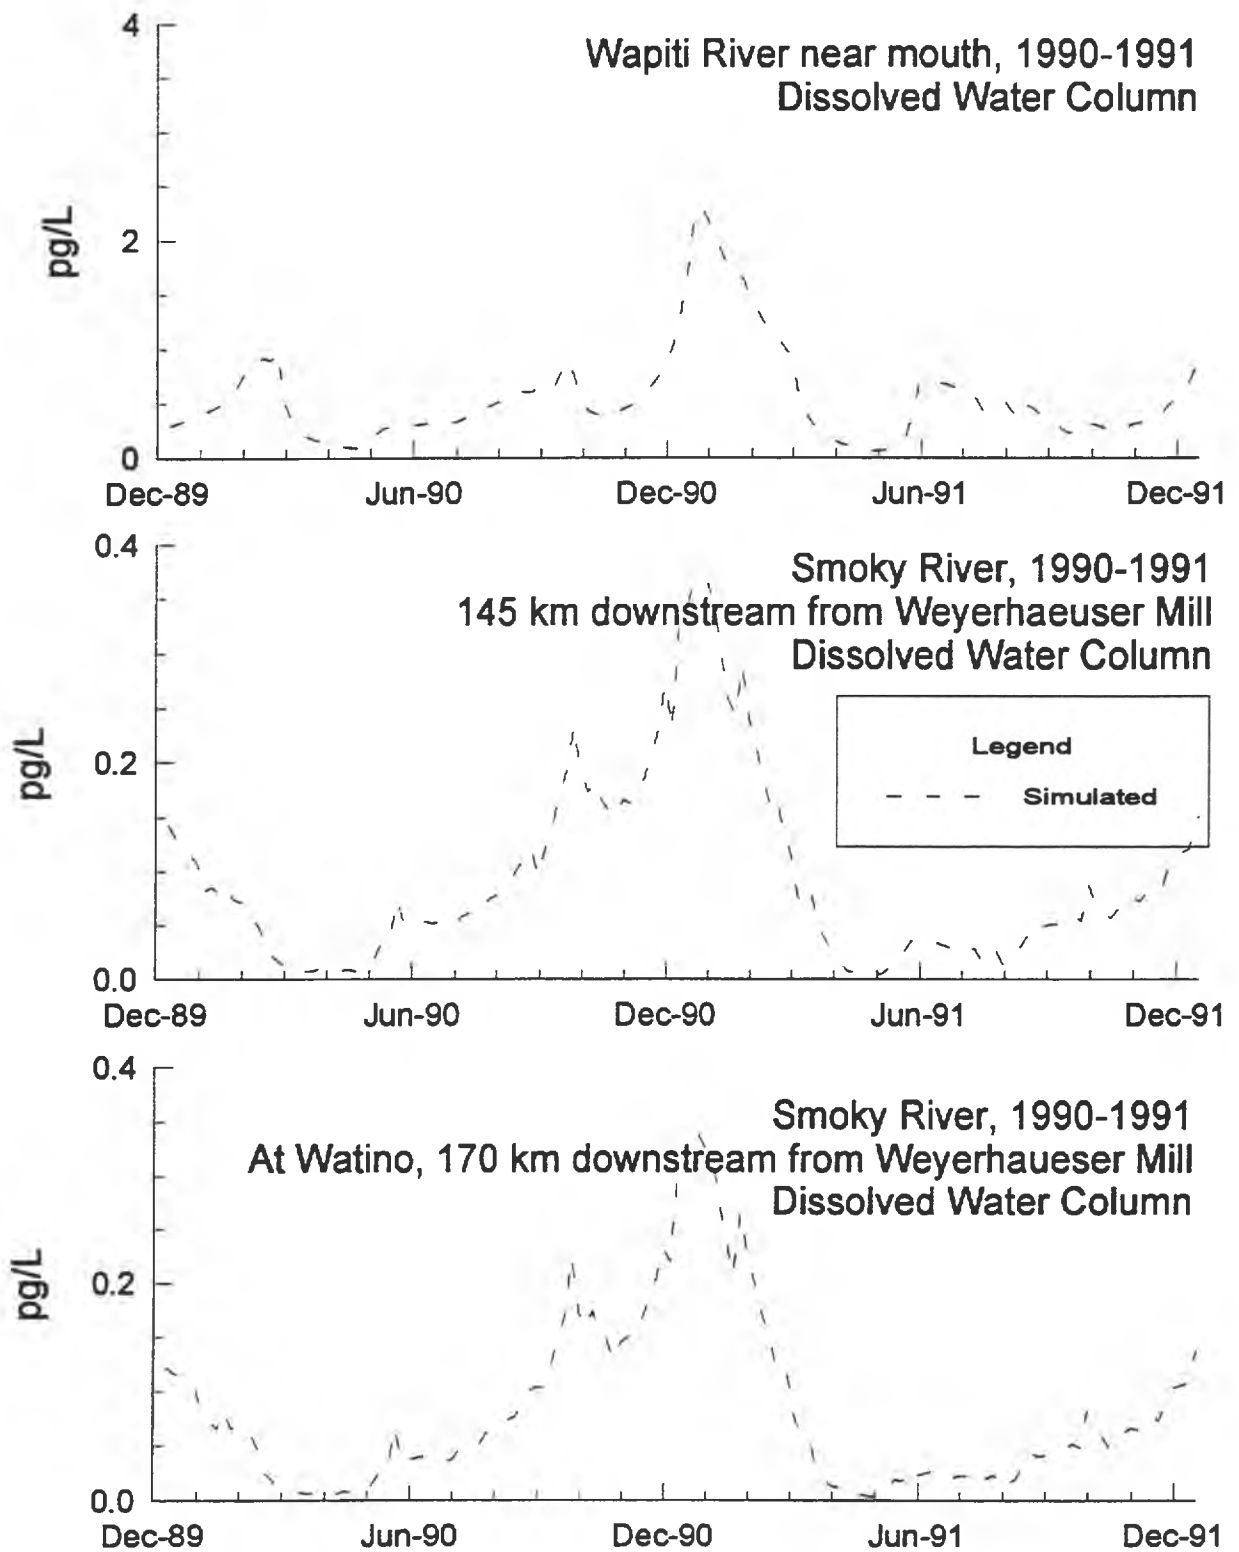 4
Wapiti River near mouth, 1990-1991
Dissolved Water Column
pg/L
2
0
Dec-89 Jun-90 Dec-90 Jun-91 Dec-91
0.4
Smoky River, 1990-1991
145 km downstream from Weyerhaeuser Mill
Dissolved Water Column
pg/L
0.2
Legend
Simulated
0.0
Dec-89 Jun-90 Dec-90 Jun-91 Dec-91
0.4
Smoky River, 1990-1991
At Watino, 170 km downstream from Weyerhaueser Mill
Dissolved Water Column
pg/L
0.2
0.0
Dec-89 Jun-90 Dec-90 Jun-91 Dec-91